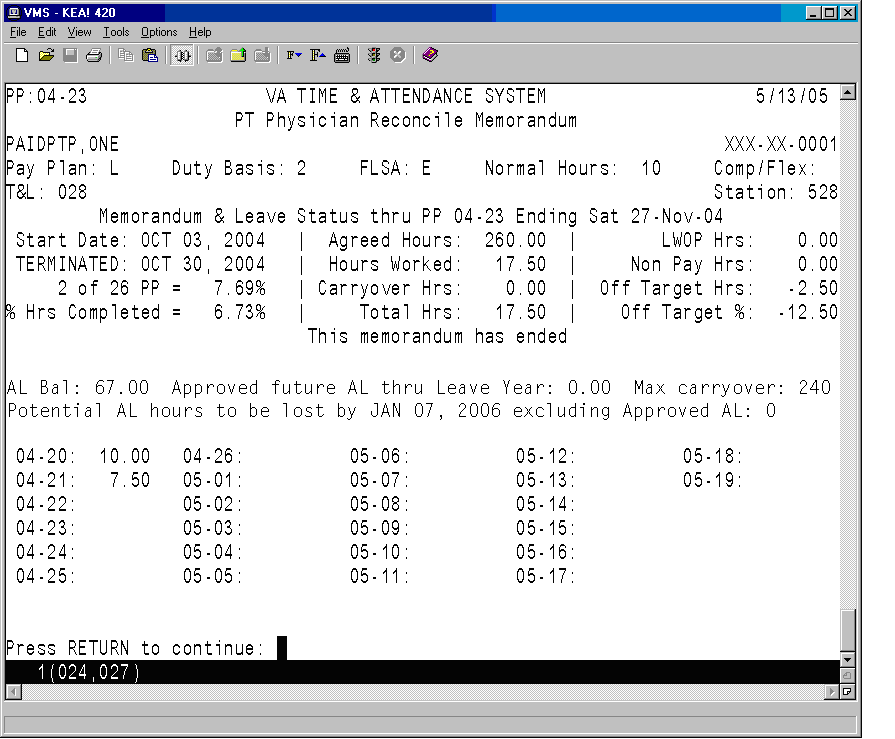 VMS - KEA! 420
File Edit View Tools Options Help
PP:04-23 VA TIME & ATTENDANCE SYSTEM 5/13/05
PT Physician Reconcile Memorandum
PAIDPTP,ONE XXX-XX-0001
Pay Plan: L Duty Basis: 2 FLSA: E Normal Hours: 10 Comp/Flex:
T&L: 028 Station: 528
Memorandum & Leave Status thru PP 04-23 Ending Sat 27-Nov-04
Start Date: OCT 03, 2004 | Agreed Hours: 260.00 | LWOP Hrs: 0.00
TERMINATED: OCT 30, 2004 | Hours Worked: 17.50 | Non Pay Hrs: 0.00
2 of 26 PP = 7.69% | Carryover Hrs: 0.00 | Off Target Hrs: -2.50
% Hrs Completed = 6.73% | Total Hrs: 17.50 | Off Target %: -12.50
This memorandum has ended
AL Bal: 67.00 Approved future AL thru Leave Year: 0.00 Max carryover: 240
Potential AL hours to be lost by JAN 07, 2006 excluding Approved AL: 0
04-20: 10.00 04-26: 05-06: 05-12: 05-18:
04-21: 7.50 05-01: 05-07: 05-13: 05-19:
04-22: 05-02: 05-08: 05-14:
04-23: 05-03: 05-09: 05-15:
04-24: 05-04: 05-10: 05-16:
04-25: 05-05: 05-11: 05-17:
Press RETURN to continue:
1(024,027)